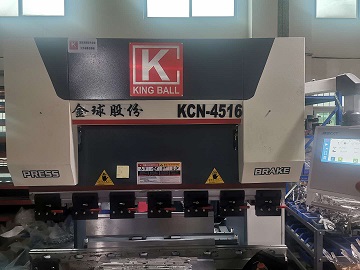 K
KING BALL
金球股份
KCN-4516
PRESS
BRAKE